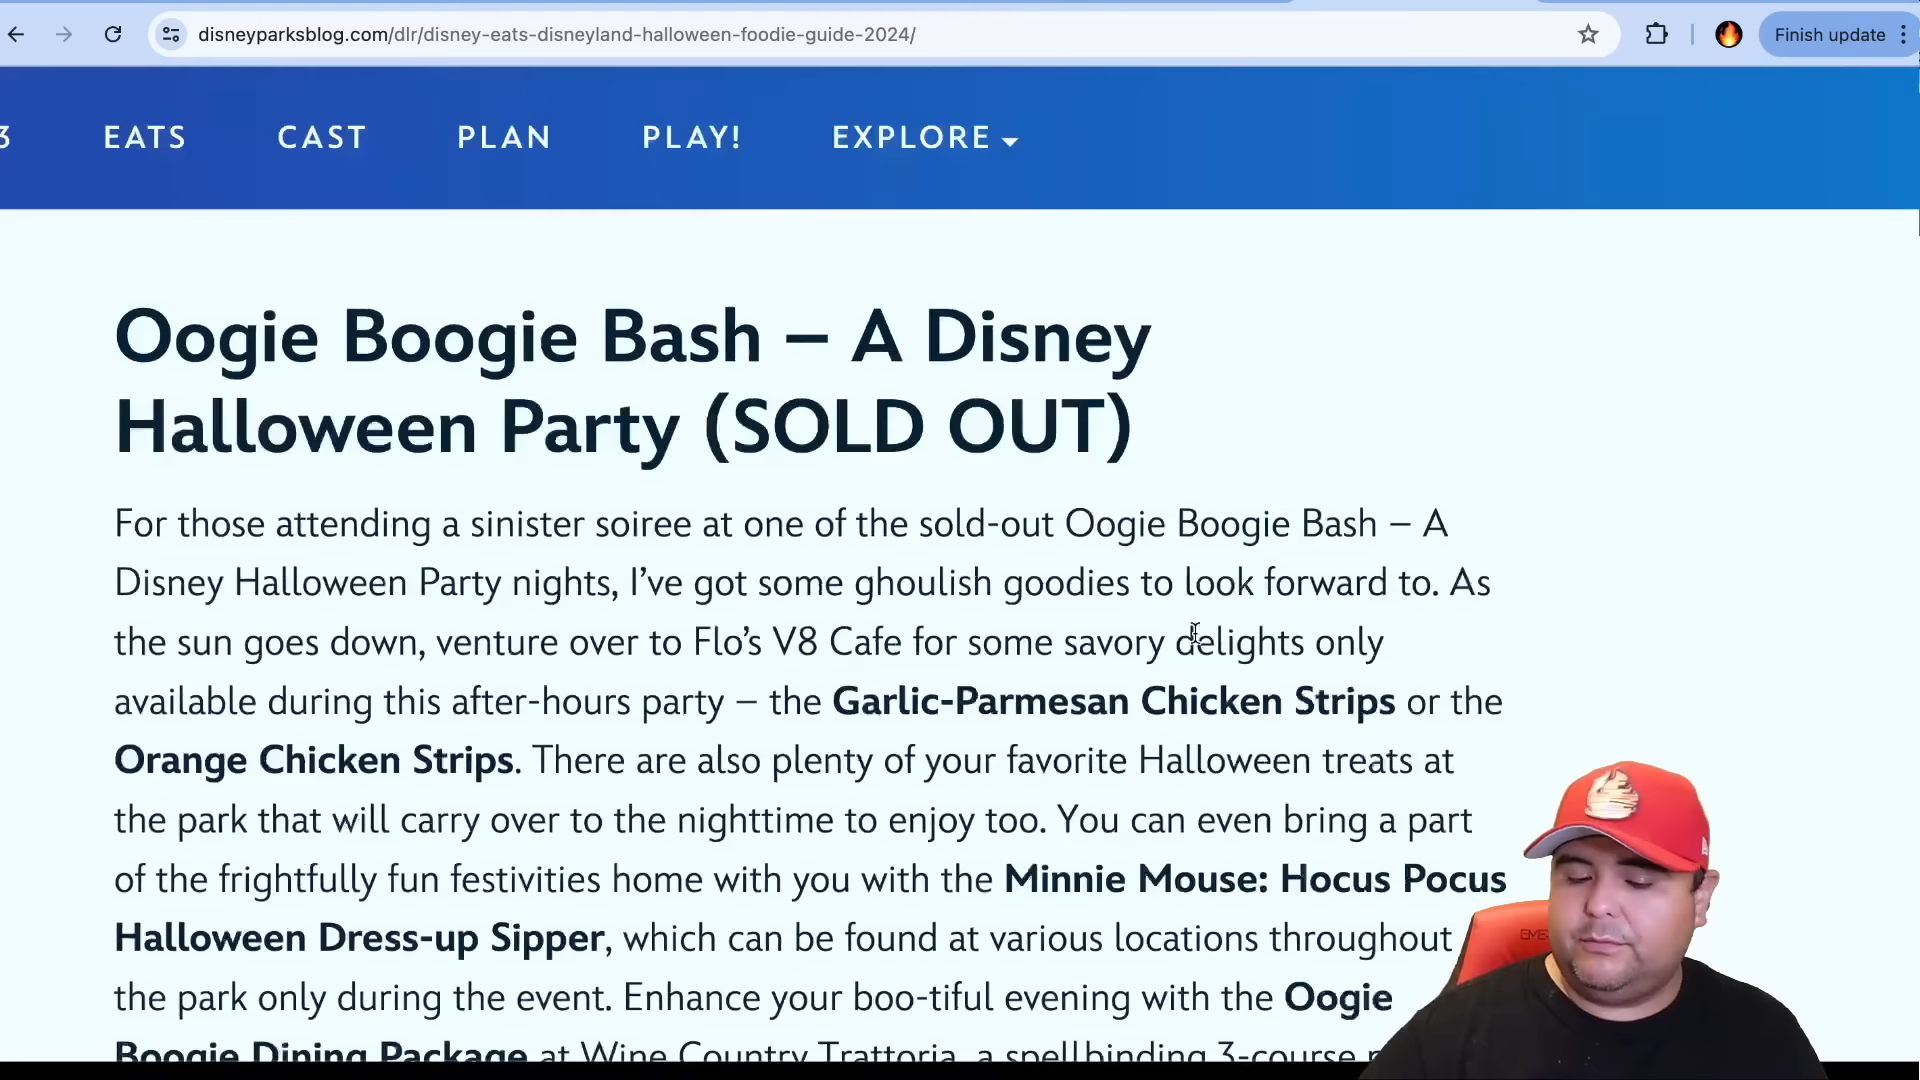 disneyparksblog.com/dlr/disney-eats-disneyland-halloween-foodie-guide-2024/
Finish update
3 EATS CAST PLAN PLAY! EXPLORE
Oogie Boogie Bash – A Disney
Halloween Party (SOLD OUT)
For those attending a sinister soiree at one of the sold-out Oogie Boogie Bash – A
Disney Halloween Party nights, I’ve got some ghoulish goodies to look forward to. As
the sun goes down, venture over to Flo’s V8 Cafe for some savory delights only
available during this after-hours party – the Garlic-Parmesan Chicken Strips or the
Orange Chicken Strips. There are also plenty of your favorite Halloween treats at
the park that will carry over to the nighttime to enjoy too. You can even bring a part
of the frightfully fun festivities home with you with the Minnie Mouse: Hocus Pocus
Halloween Dress-up Sipper, which can be found at various locations throughout
the park only during the event. Enhance your boo-tiful evening with the Oogie
Boogie Dining Package at Wine Country Trattoria, a spellbinding 3-course